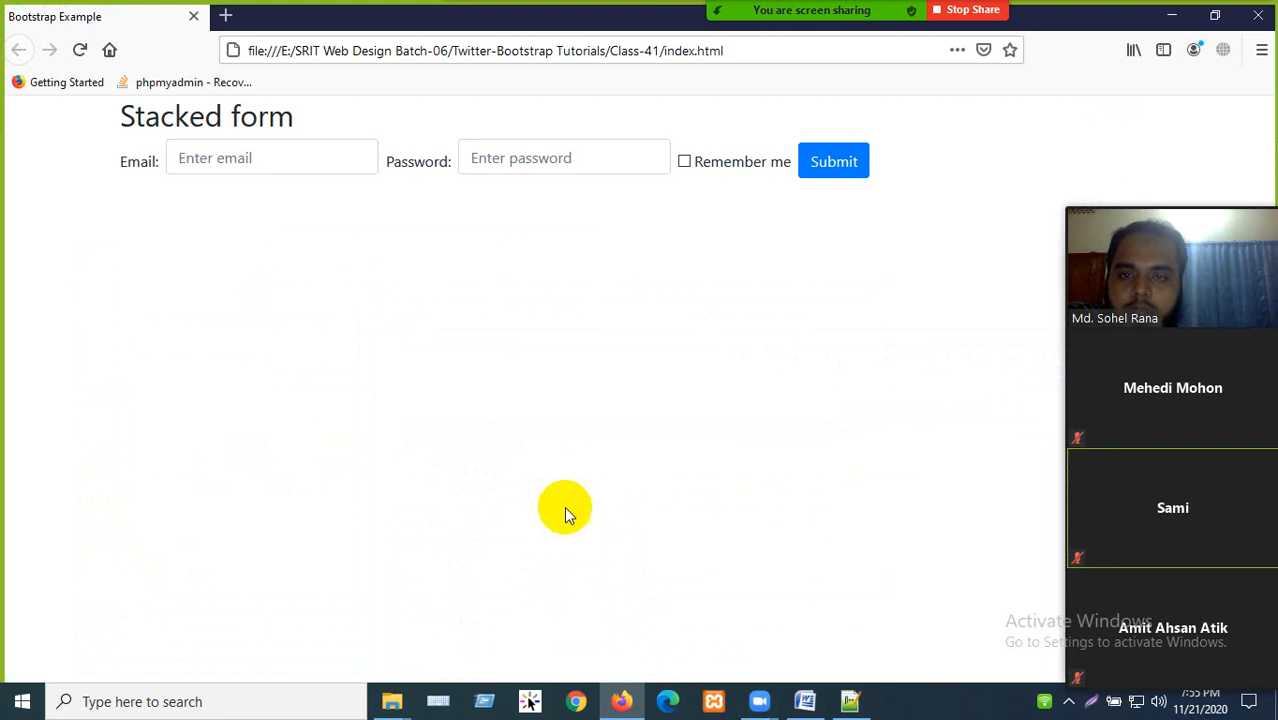 Bootstrap Example
You are screen sharing
Stop Share
file:///E:/SRIT Web Design Batch-06/Twitter-Bootstrap Tutorials/Class-41/index.html
Getting Started
phpmyadmin - Recov...
Stacked form
Email:
Enter email
Password:
Enter password
Remember me
Submit
Md. Sohel Rana
Mehedi Mohon
Sami
Amit Ahsan Atik
Activate Windows
Go to Settings to activate Windows.
Type here to search
7:55 PM
11/21/2020